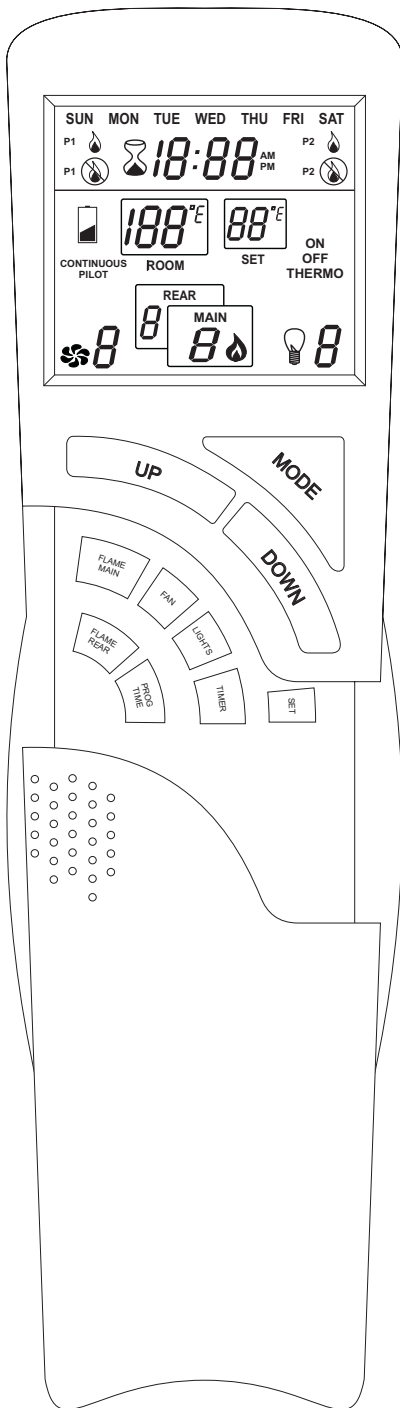 SUN MON TUE WED THU FRI SAT
P1 18:88 AM P2
P1 PM P2
188°E 88°E
CONTINUOUS PILOT
ROOM
SET
ON
OFF
THERMO
REAR
8
MAIN
8
8
8
UP
MODE
DOWN
FLAME
MAIN
FAN
LIGHTS
FLAME
REAR
PROG
TIME
TIMER
SET